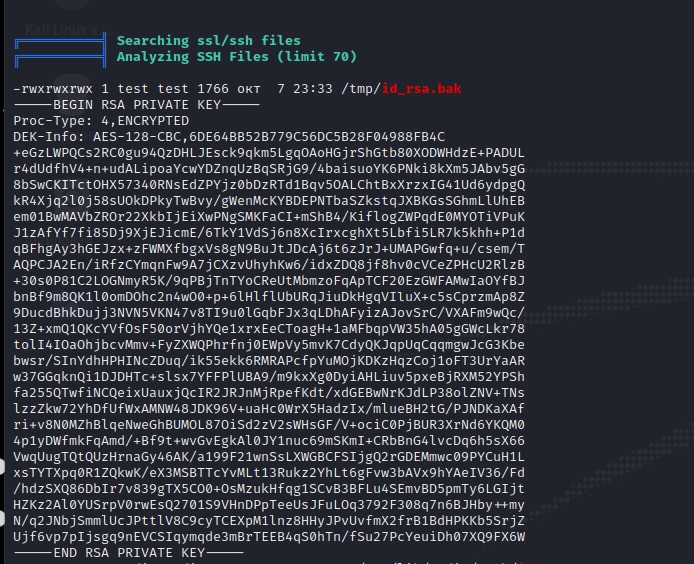 Searching ssl/ssh files
Analyzing SSH Files (limit 70)
-rwxrwxrwx 1 test test 1766 окт  7 23:33 /tmp/id_rsa.bak
-----BEGIN RSA PRIVATE KEY-----
Proc-Type: 4,ENCRYPTED
DEK-Info: AES-128-CBC,6DE64BB52B779C56DC5B28F04988FB4C
+eGzLWPQCs2RC0gu94QzDHLJEsck9qkm5LgqOAoHGjrShGtb80XODWHdzE+PADUL
r4dUdfhV4+n+udALipoaYcwYDZnqUzBqSRjG9/4baisuoYK6PNki8kXm5JAbv5gG
8bSwCKITctOHX57340RNsEdZPYjz0bDzRTd1Bqv5OALChtBxXrzxIG41Ud6ydpgQ
kR4Xjq2l0j58sUOkDPkyTwBvy/gWenMcKYBDEPNTbaSZkstqJXBKGsSGhmLlUhEB
em01BwMAVbZROr22XkbIjEiXwPNgSMKFaCI+mShB4/KiflogZWPqdE0MYOTiVPuK
J1zAfYf7fi85Dj9XjEJicmE/6TkY1VdSj6n8XcIrxcghXt5Lbfi5LR7k5khh+P1d
qBFhgAy3hGEJzx+zFWMXfbgxVs8gN9BuJtJDcAj6t6zJrJ+UMAPGwfq+u/csem/T
AQPCJA2En/iRfzCYmqnFw9A7jCXzvUhyhKw6/idxZDQ8jf8hv0cVCeZPHcU2RlzB
+30s0P81C2LOGNmyR5K/9qPBjTnTYoCReUtMbmzoFqApTCF20EzGWFAMwIaOYfBJ
bnBf9m8QK1l0omDOhc2n4wO0+p+6lHlflUbURqJiuDkHgqVIluX+c5sCprzmAp8Z
9DucdBhkDujj3NVN5VKN47v8TI9u0lGqbFJx3qLDhAFyizAJovSrC/VXAFm9wQc/
13Z+xmQ1QKcYVfOsF50orVjhYQe1xrxEeCToagH+1aMFbqpVW35hA05gGWcLkr78
tolI4IOaOhjbcvMmv+FyZXWQPhrfnj0EWpVy5mvK7CdyQKJqpUqCqqmgwJcG3Kbe
bwsr/SInYdhHPHINcZDuq/ik55ekk6RMRAPcfpYuMOjKDKzHqzCoj1oFT3UrYaAR
w37GGqknQi1DJDHTc+slsx7YFFPlUBA9/m9kxXg0DyiAHLiuv5pxeBjRXM52YPSh
fa255QTwfiNCQeixUauxjQcIR2JRJnMjRpefKdt/xdGEBwNrKJdLP38olZNV+TNs
lzzZkw72YhDfUfWxAMNW48JDK96V+uaHc0WrX5HadzIx/mlueBH2tG/PJNDKaXAf
ri+v8N0MZhBlqeNweGhBUMOL87OiSd2zV2sWHsGF/V+ociC0PjBUR3XrNd6YKQM0
4p1yDWfmkFqAmd/+Bf9t+wvGvEgkAl0JY1nuc69mSKmI+CRbBnG4lvcDq6h5sX66
VwqUugTQtQUzHrnaGy46AK/a199F21wnSsLXWGBCFSIjgQ2rGDEMmwc09PYCuH1L
xsTYTXpq0R1ZQkwK/eX3MSBTTcYvMLt13Rukz2YhLt6gFvw3bAVx9hYAeIV36/Fd
/hdzSXQ86DbIr7v839gTX5CO0+OsMzukHfqg1SCvB3BFLu4SEmvBD5pmTy6LGIjt
HZKz2Al0YUSrpV0rwEsQ2701S9VHnDPpTeeUsJFuLOq3792F308q7n6BJHby++my
N/q2JNbjSmmlUcJPttlV8C9cyTCEXpM1lnz8HHyJPvUvfmX2frB1BdHPKKb5SrjZ
Ujf6vp7pIjsgq9nEVCSIqymqde3mBrTEEB4qS0hTn/fSu27PcYeuiDh07XQ9FX6W
-----END RSA PRIVATE KEY-----